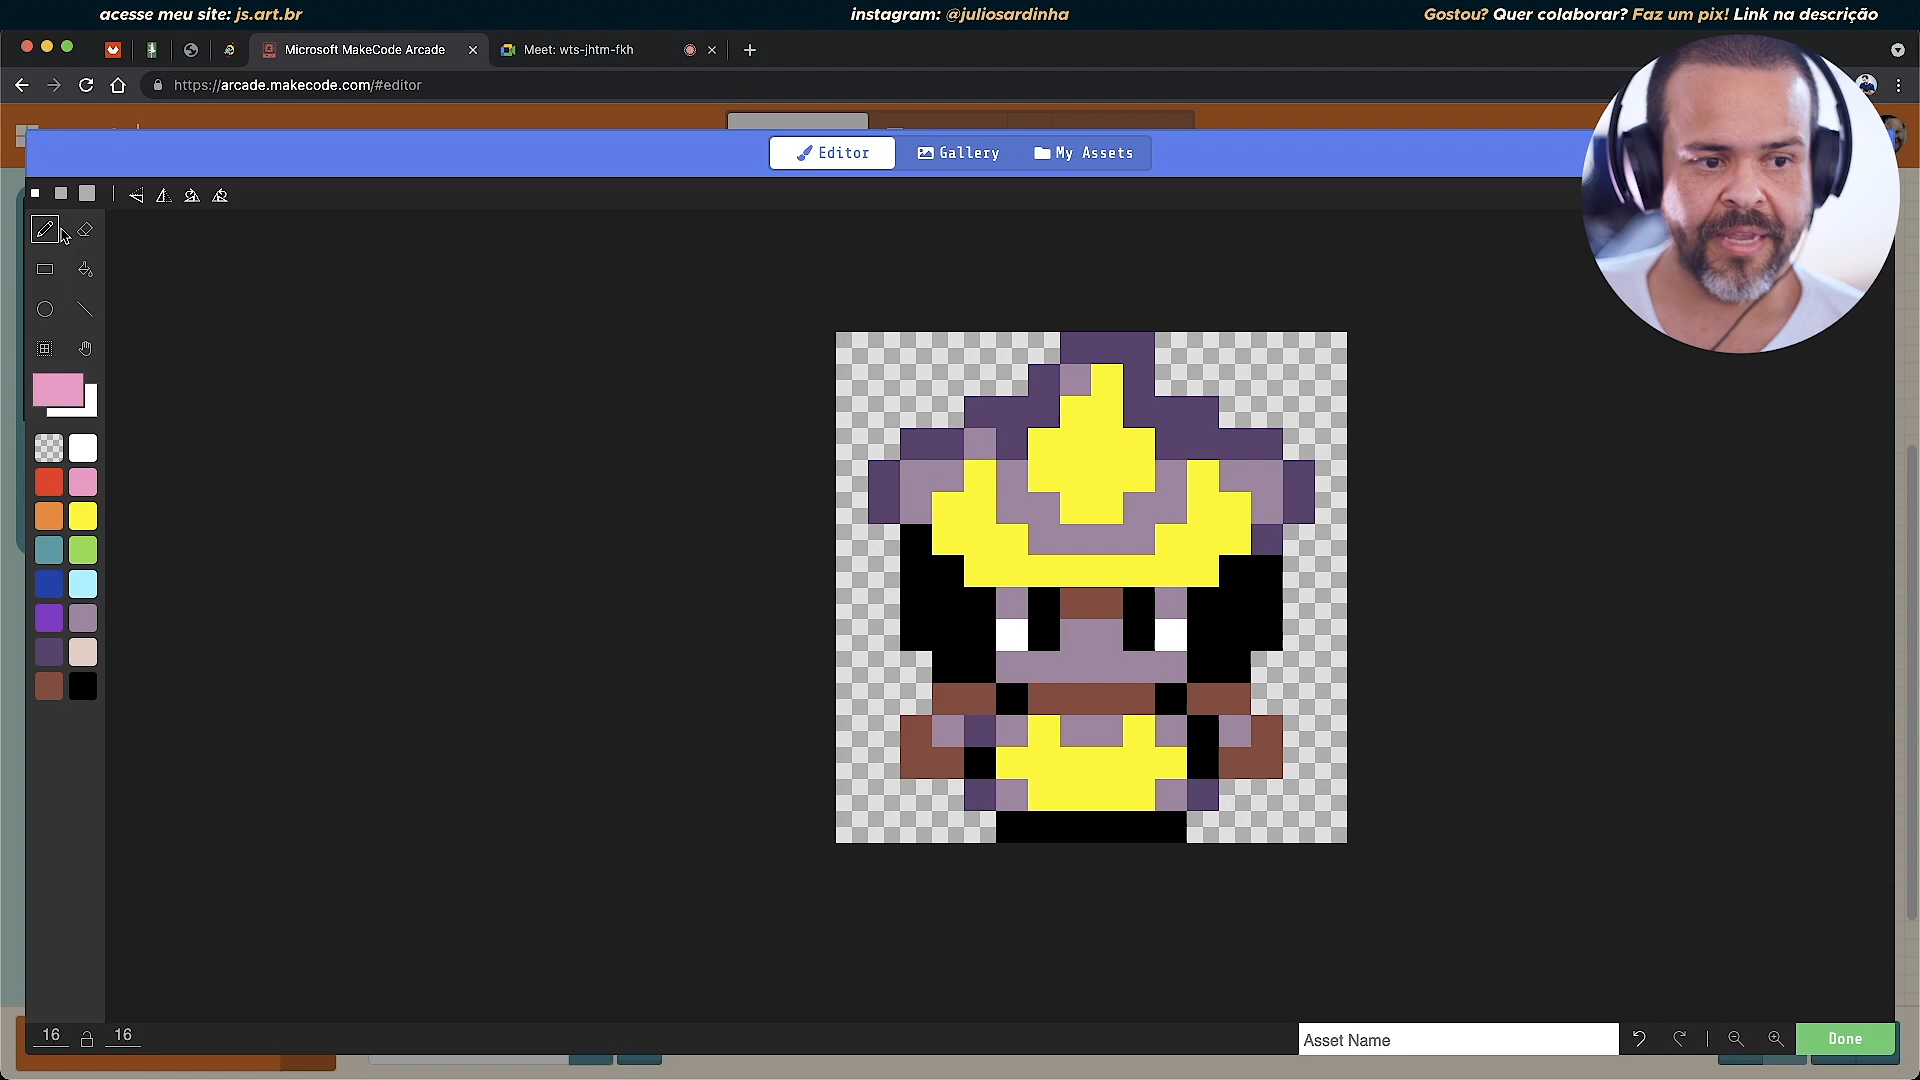 acesse meu site: js.art.br
instagram: @juliosardinha
Gostou? Quer colaborar? Faz um pix! Link na descrição
Microsoft MakeCode Arcade
Meet: wts-jhtm-fkh
https://arcade.makecode.com/#editor
Editor
Gallery
My Assets
16
16
Asset Name
Done